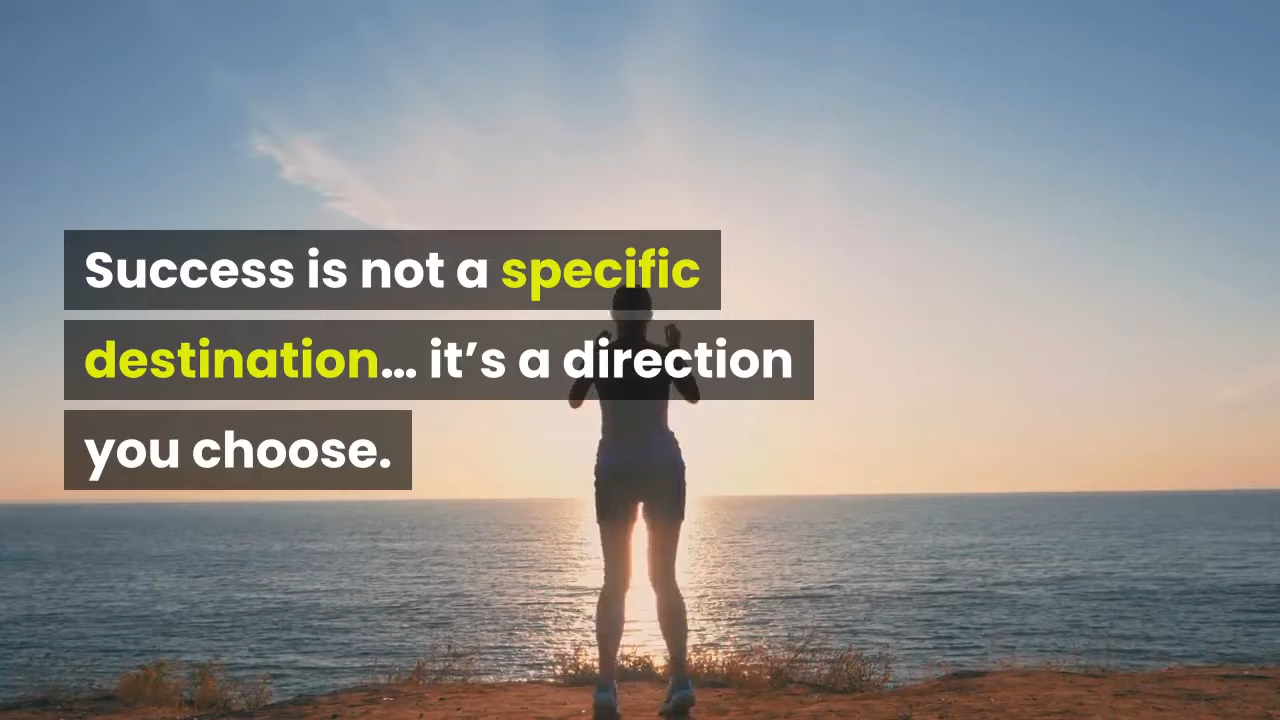 Success is not a specific
destination... it’s a direction
you choose.